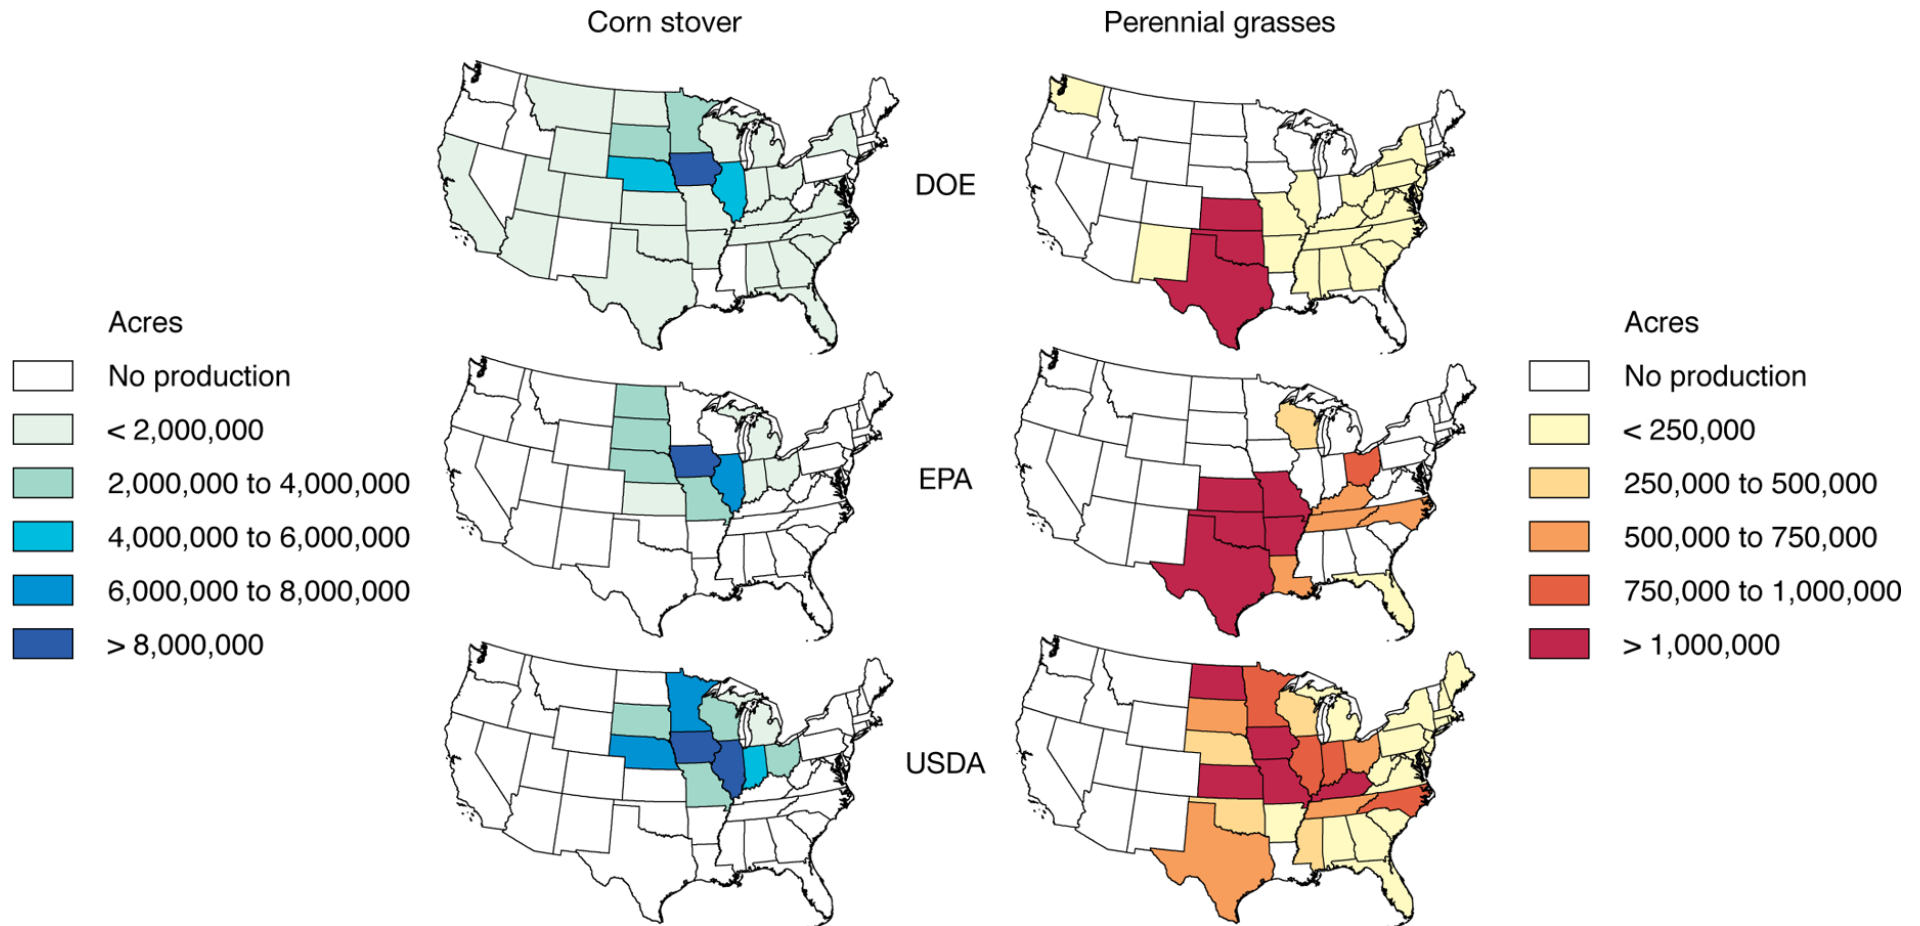 Corn stover
Perennial grasses
DOE
EPA
USDA
Acres
No production
< 2,000,000
2,000,000 to 4,000,000
4,000,000 to 6,000,000
6,000,000 to 8,000,000
> 8,000,000
Acres
No production
< 250,000
250,000 to 500,000
500,000 to 750,000
750,000 to 1,000,000
> 1,000,000